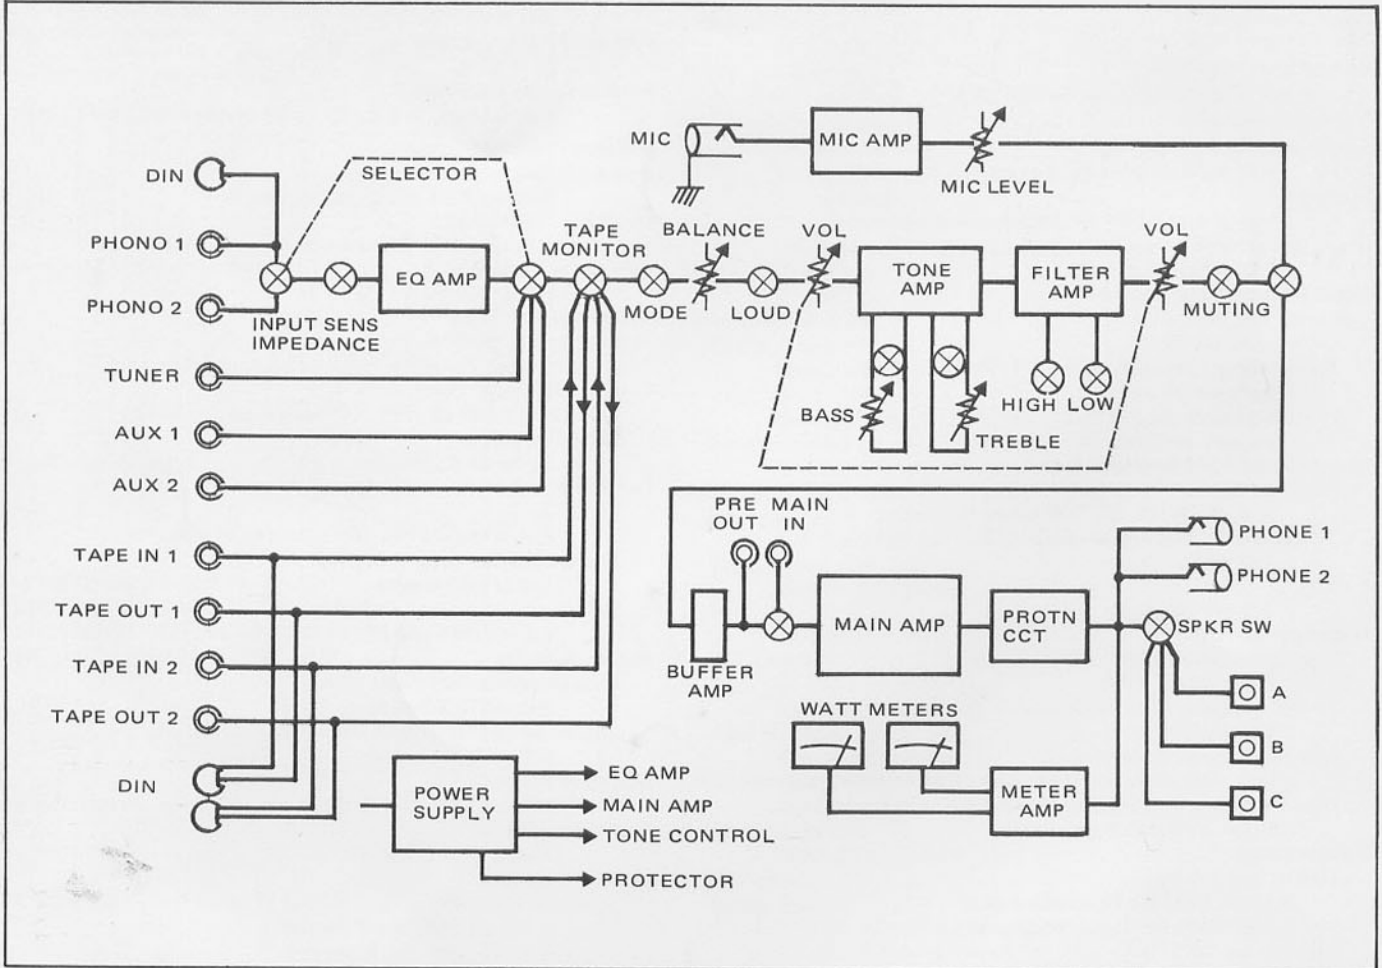 MIC
MIC AMP
MIC LEVEL
DIN
SELECTOR
PHONO 1
PHONO 2
INPUT SENS
IMPEDANCE
EQ AMP
TAPE
MONITOR
MODE
BALANCE
LOUD
VOL
TONE
AMP
FILTER
AMP
VOL
MUTING
BASS
TREBLE
HIGH
LOW
TUNER
AUX 1
AUX 2
TAPE IN 1
TAPE OUT 1
TAPE IN 2
TAPE OUT 2
DIN
PRE
OUT
MAIN
IN
BUFFER
AMP
MAIN AMP
PROTN
CCT
PHONE 1
PHONE 2
SPKR SW
A
B
C
WATT METERS
METER
AMP
POWER
SUPPLY
EQ AMP
MAIN AMP
TONE CONTROL
PROTECTOR